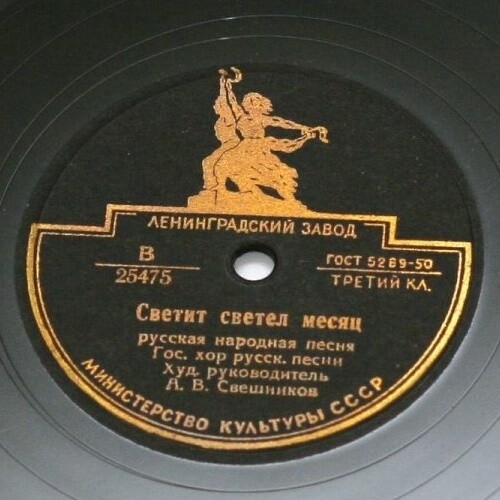 ЛЕНИНГРАДСКИЙ ЗАВОД
В
25475
ГОСТ 5289-50
ТРЕТИЙ КЛ.
Светит светел месяц
русская народная песня
Гос. хор русск. песни
Худ. руководитель
А. В. Свешников
МИНИСТЕРСТВО КУЛЬТУРЫ СССР